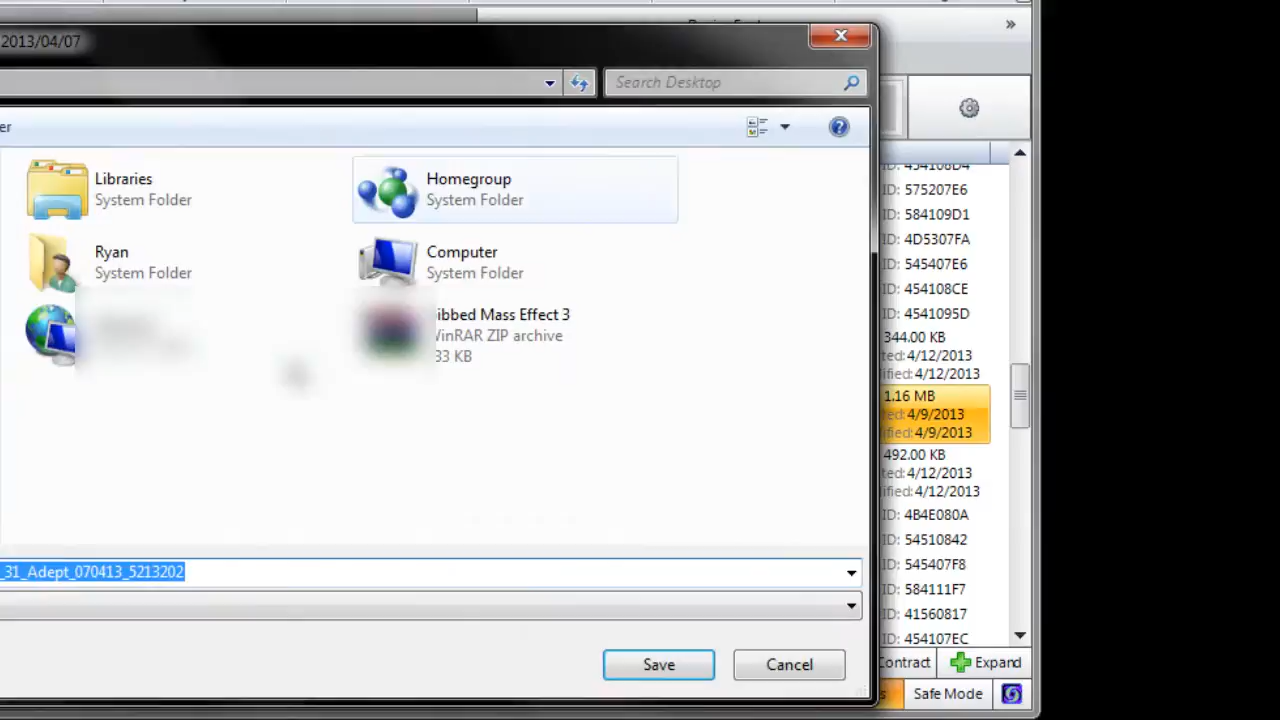 2013/04/07
Search Desktop
er
Libraries
System Folder
Homegroup
System Folder
Ryan
System Folder
Computer
System Folder
ibbed Mass Effect 3
WinRAR ZIP archive
33 KB
_31_Adept_070413_5213202
Save
Cancel
ID: 454108D4
ID: 575207E6
ID: 584109D1
ID: 4D5307FA
ID: 545407E6
ID: 454108CE
ID: 4541095D
344.00 KB
ted: 4/12/2013
ified: 4/12/2013
1.16 MB
ted: 4/9/2013
ified: 4/9/2013
492.00 KB
ted: 4/12/2013
ified: 4/12/2013
ID: 4B4E080A
ID: 54510842
ID: 545407F8
ID: 584111F7
ID: 41560817
ID: 454107EC
Contract
Expand
s
Safe Mode